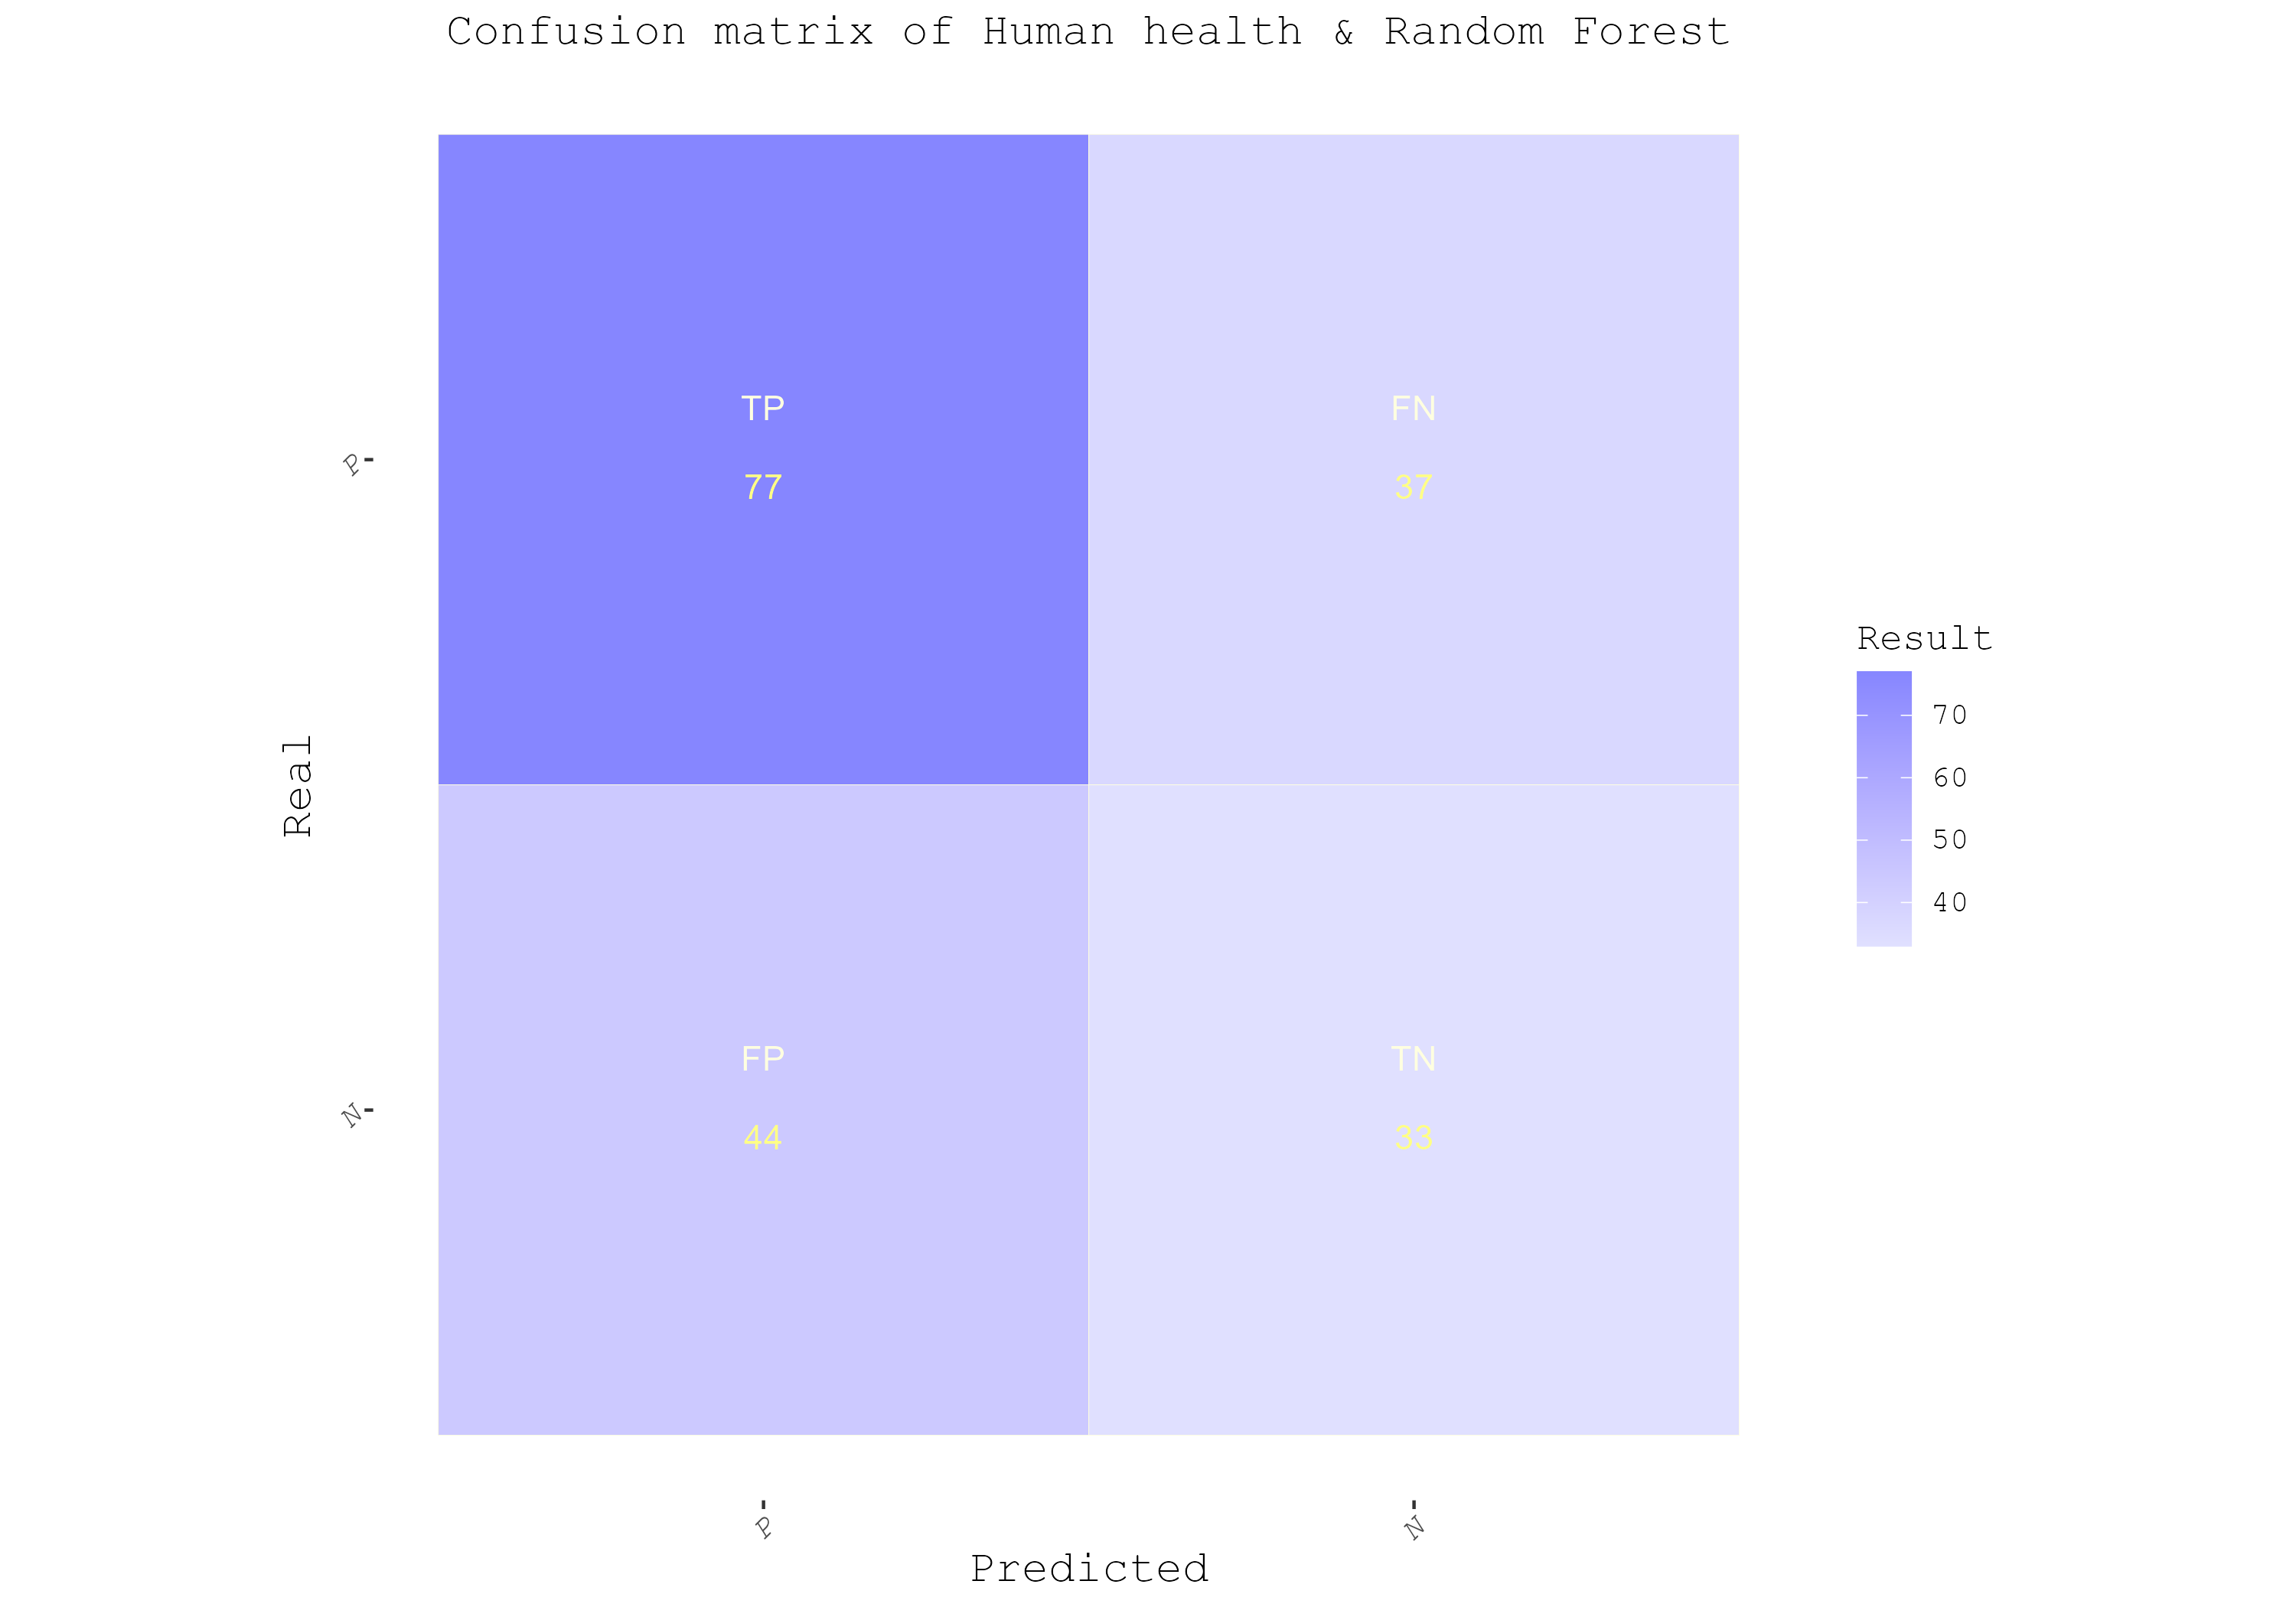 Confusion matrix of Human health & Random Forest
TP
77
FN
37
FP
44
TN
33
P
N
Real
P
N
Predicted
Result
70
60
50
40